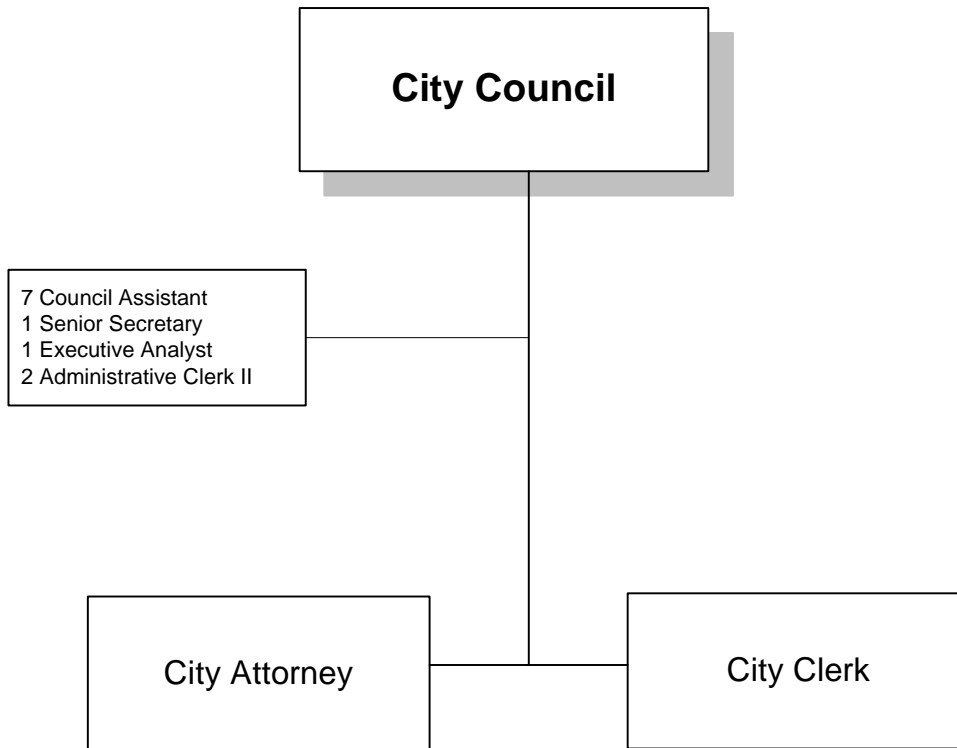 City Council
7 Council Assistant
1 Senior Secretary
1 Executive Analyst
2 Administrative Clerk II
City Attorney
City Clerk